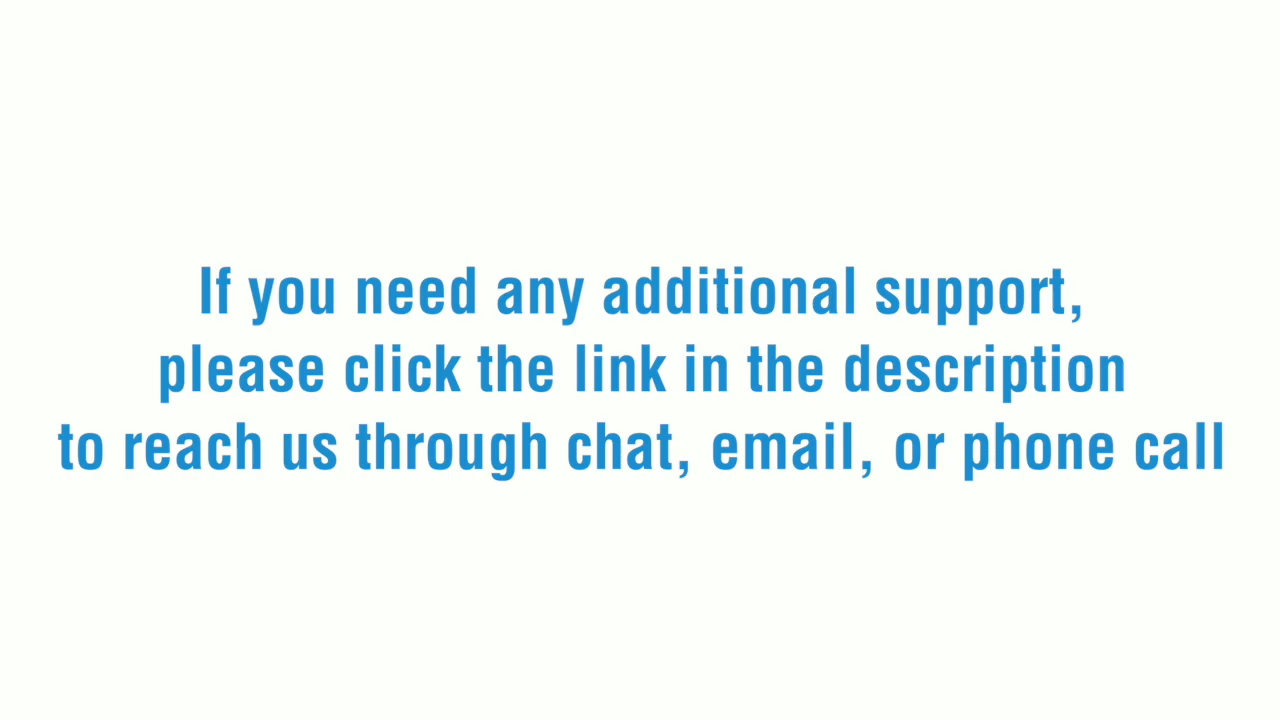 If you need any additional support,
please click the link in the description
to reach us through chat, email, or phone call